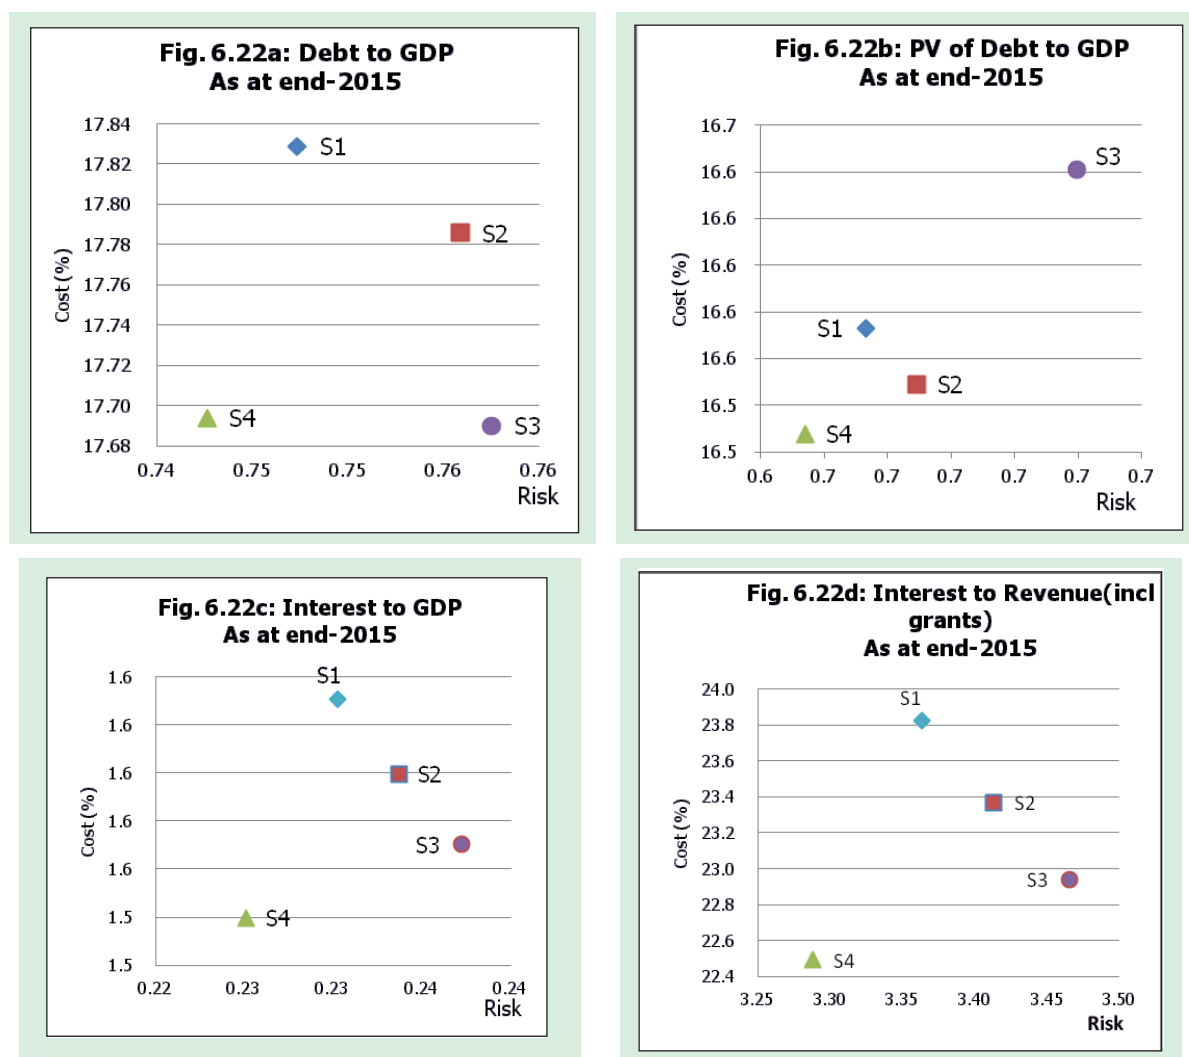 Fig. 6.22a: Debt to GDP
As at end-2015
17.84
17.82
17.80
17.78
17.76
17.74
17.72
17.70
17.68
Cost (%)
S1
S2
S4
S3
0.74 0.75 0.75 0.76 0.76
Risk
Fig. 6.22b: PV of Debt to GDP
As at end-2015
16.7
16.6
16.6
16.6
16.6
16.6
16.5
16.5
Cost (%)
S3
S1
S2
S4
0.6 0.7 0.7 0.7 0.7 0.7 0.7
Risk
Fig. 6.22c: Interest to GDP
As at end-2015
1.6
1.6
1.6
1.6
1.6
1.5
1.5
Cost (%)
S1
S2
S3
S4
0.22 0.23 0.23 0.24 0.24
Risk
Fig. 6.22d: Interest to Revenue(incl
grants)
As at end-2015
24.0
23.8
23.6
23.4
23.2
23.0
22.8
22.6
22.4
Cost (%)
S1
S2
S3
S4
3.25 3.30 3.35 3.40 3.45 3.50
Risk